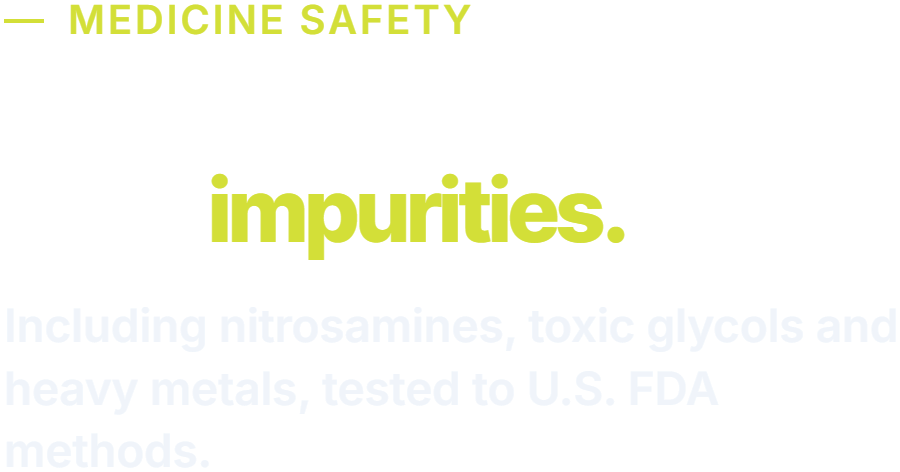 — MEDICINE SAFETY
impurities.
Including nitrosamines, toxic glycols and
heavy metals, tested to U.S. FDA
methods.